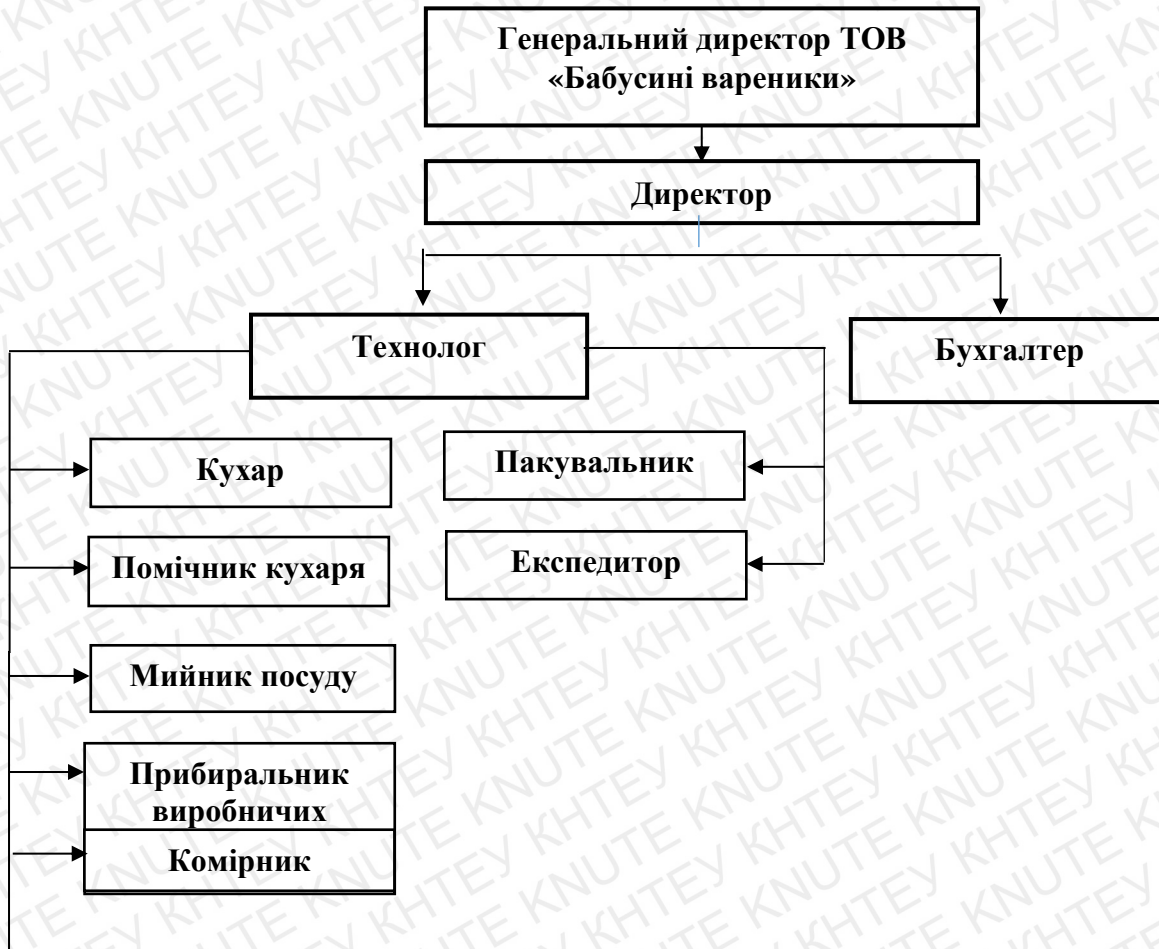 Генеральний директор ТОВ
«Бабусині вареники»
Директор
Технолог
Бухгалтер
Кухар
Пакувальник
Помічник кухаря
Експедитор
Мийник посуду
Прибиральник
виробничих
Комірник